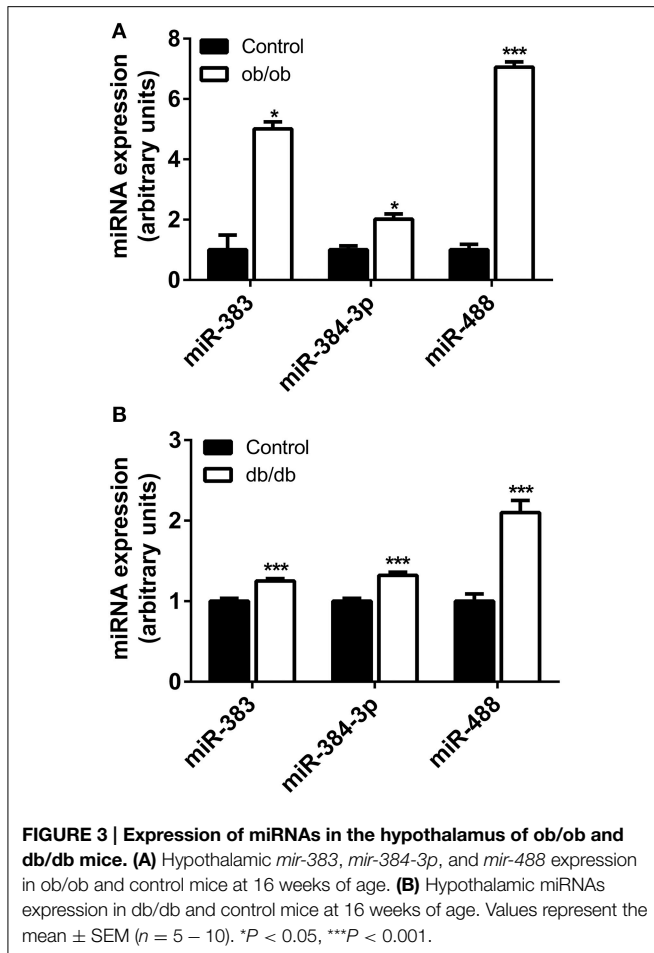 A
miRNA expression
(arbitrary units)
8
6
4
2
0
Control
ob/ob
*
*
***
miR-383
miR-384-3p
miR-488
B
miRNA expression
(arbitrary units)
3
2
1
0
Control
db/db
***
***
***
miR-383
miR-384-3p
miR-488
FIGURE 3 | Expression of miRNAs in the hypothalamus of ob/ob and
db/db mice. (A) Hypothalamic mir-383, mir-384-3p, and mir-488 expression
in ob/ob and control mice at 16 weeks of age. (B) Hypothalamic miRNAs
expression in db/db and control mice at 16 weeks of age. Values represent the
mean ± SEM (n = 5 – 10). *P < 0.05, ***P < 0.001.